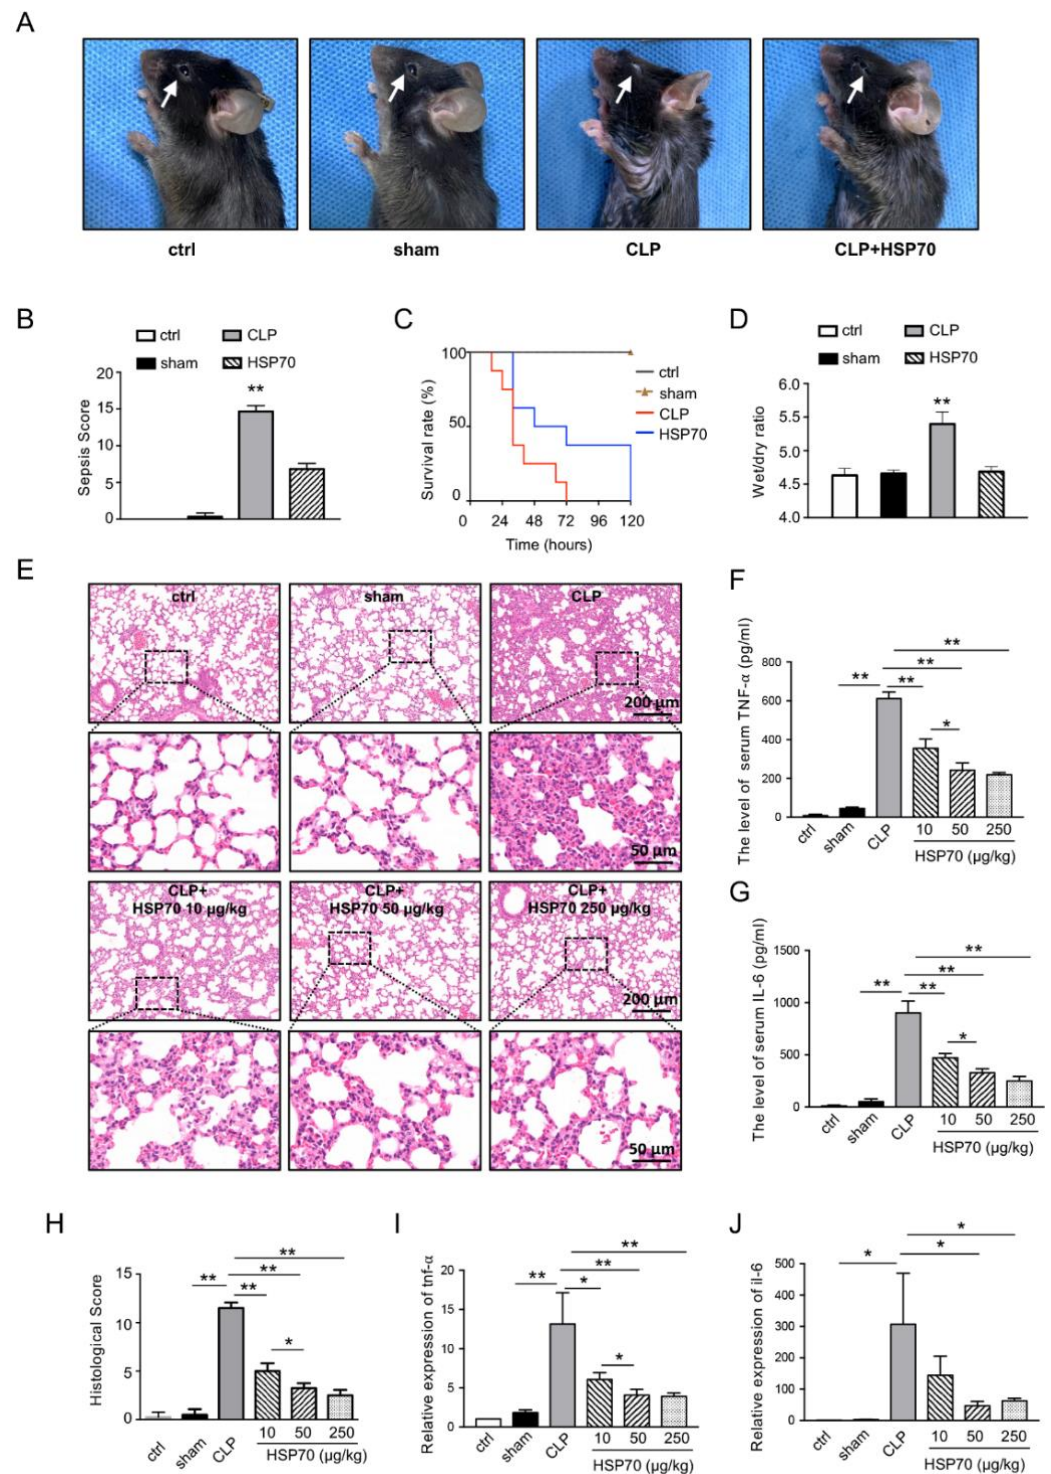 A
ctrl
sham
CLP
CLP+HSP70
B
ctrl
CLP
sham
HSP70
**
Sepsis Score
20
15
10
5
0
C
Survival rate (%)
100
50
0
ctrl
sham
CLP
HSP70
0 24 48 72 96 120
Time (hours)
D
ctrl
CLP
sham
HSP70
Wet/dry ratio
6.0
5.5
5.0
4.5
4.0
**
E
ctrl
sham
CLP
200 µm
50 µm
CLP+
HSP70 10 µg/kg
CLP+
HSP70 50 µg/kg
CLP+
HSP70 250 µg/kg
200 µm
50 µm
F
The level of serum TNF-α (pg/ml)
800
600
400
200
0
**
**
** **
*
ctrl sham CLP 10 50 250
HSP70 (µg/kg)
G
The level of serum IL-6 (pg/ml)
1500
1000
500
0
**
**
** **
*
ctrl sham CLP 10 50 250
HSP70 (µg/kg)
H
Histological Score
15
10
5
0
**
**
** **
*
ctrl sham CLP 10 50 250
HSP70 (µg/kg)
I
Relative expression of tnf-α
20
15
10
5
0
**
**
** *
*
ctrl sham CLP 10 50 250
HSP70 (µg/kg)
J
Relative expression of il-6
500
400
300
200
100
0
*
* *
ctrl sham CLP 10 50 250
HSP70 (µg/kg)